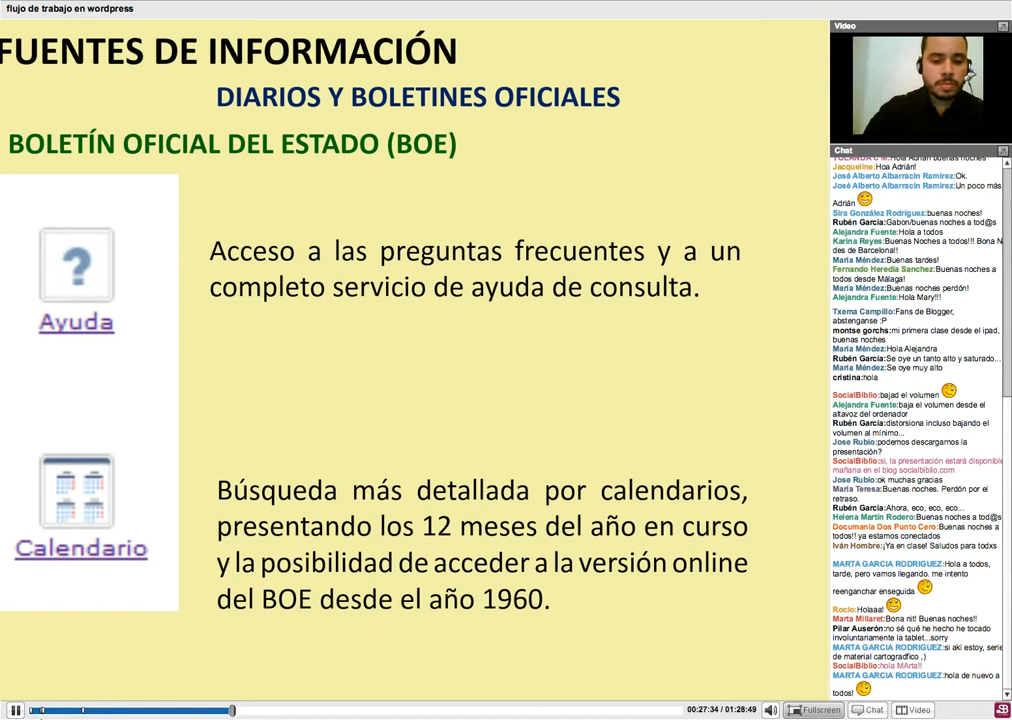 flujo de trabajo en wordpress
FUENTES DE INFORMACIÓN
DIARIOS Y BOLETINES OFICIALES
BOLETÍN OFICIAL DEL ESTADO (BOE)
?
Ayuda
Acceso a las preguntas frecuentes y a un
completo servicio de ayuda de consulta.
Calendario
Búsqueda más detallada por calendarios,
presentando los 12 meses del año en curso
y la posibilidad de acceder a la versión online
del BOE desde el año 1960.
Video
Chat
YOLANDA C M:Hola Adrián buenas noches
Jacqueline:Hoa Adrián!
José Alberto Albarracín Ramírez:Ok.
José Alberto Albarracín Ramírez:Un poco más
Adrián
Sira González Rodríguez:buenas noches!
Rubén García:Gabon/buenas noches a tod@s
Alejandra Fuente:Hola a todos
Karina Reyes:Buenas Noches a todos!!! Bona N
des de Barcelona!!
María Méndez:Buenas tardes!
Fernando Heredia Sanchez:Buenas noches a
todos desde Málaga!
María Méndez:Buenas noches perdón!
Alejandra Fuente:Hola Mary!!!
Txema Campillo:Fans de Blogger,
abstenganse :P
montse gorchs:mi primera clase desde el ipad,
buenas noches
María Méndez:Hola Alejandra
Rubén García:Se oye un tanto alto y saturado...
María Méndez:Se oye muy alto
cristina:hola
SocialBiblio:bajad el volumen
Alejandra Fuente:baja el volumen desde el
altavoz del ordenador
Rubén García:distorsiona incluso bajando el
volumen al mínimo...
Jose Rubio:podemos descargarnos la
presentación?
SocialBiblio:si, la presentación estará disponible
mañana en el blog socialbiblio.com
Jose Rubio:ok muchas gracias
Maria Teresa:Buenas noches. Perdón por el
retraso.
Rubén García:Ahora, eco, eco, eco...
Helena Martín Rodero:Buenas noches a tod@s
Documania Dos Punto Cero:Buenas noches a
todos!! ya estamos conectados
Iván Hombre:¡Ya en clase! Saludos para todxs
MARTA GARCIA RODRIGUEZ:Hola a todos,
tarde, pero vamos llegando. me intento
reenganchar enseguida
Rocio:Holaaa!
Marta Millaret:Bona nit! Buenas noches!!
Pilar Auserón:no sé qué he hecho he tocado
involuntariamente la tablet...sorry
MARTA GARCIA RODRIGUEZ:si aki estoy, serie
de material cartogradfico ,)
SocialBiblio:hola MArta!!
MARTA GARCIA RODRIGUEZ:hola de nuevo a
todos!
00:27:34 / 01:28:49
Fullscreen
Chat
Video
SB